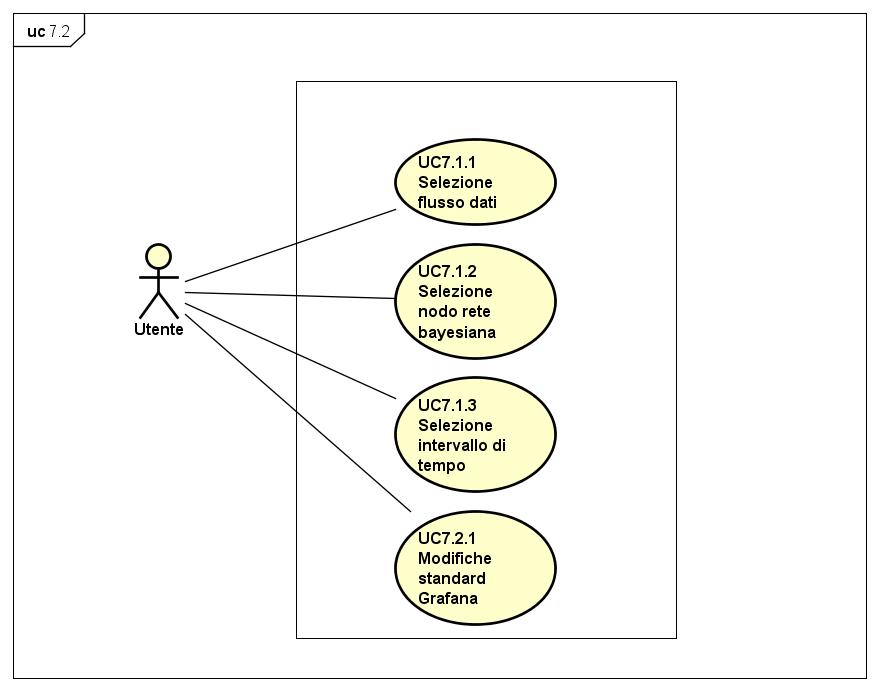 uc 7.2
UC7.1.1
Selezione
flusso dati
UC7.1.2
Selezione
nodo rete
bayesiana
Utente
UC7.1.3
Selezione
intervallo di
tempo
UC7.2.1
Modifiche
standard
Grafana